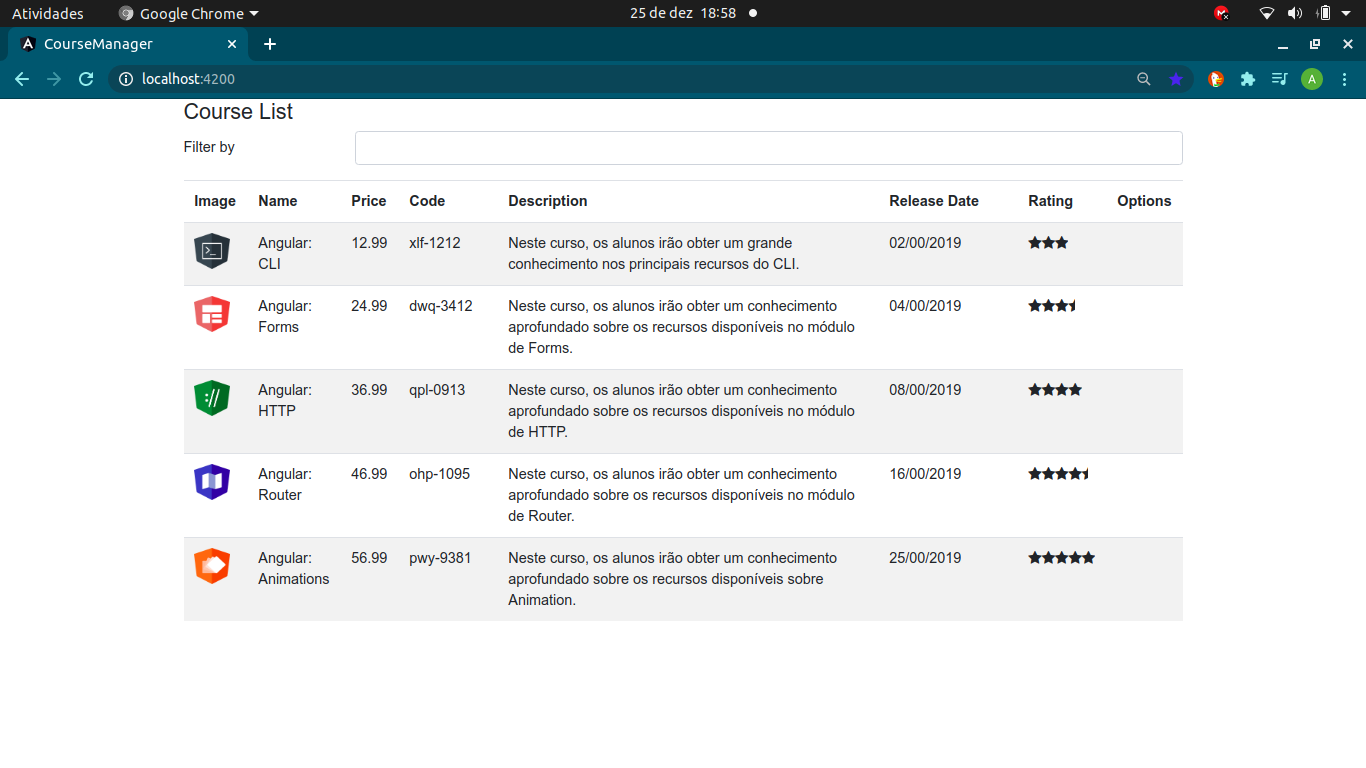 Atividades
Google Chrome
25 de dez 18:58
CourseManager
localhost:4200
A
Course List
Filter by
Image Name Price Code Description Release Date Rating Options
Angular: 12.99 xlf-1212 Neste curso, os alunos irão obter um grande 02/00/2019
CLI conhecimento nos principais recursos do CLI.
Angular: 24.99 dwq-3412 Neste curso, os alunos irão obter um conhecimento 04/00/2019
Forms aprofundado sobre os recursos disponíveis no módulo
de Forms.
Angular: 36.99 qpl-0913 Neste curso, os alunos irão obter um conhecimento 08/00/2019
HTTP aprofundado sobre os recursos disponíveis no módulo
de HTTP.
Angular: 46.99 ohp-1095 Neste curso, os alunos irão obter um conhecimento 16/00/2019
Router aprofundado sobre os recursos disponíveis no módulo
de Router.
Angular: 56.99 pwy-9381 Neste curso, os alunos irão obter um conhecimento 25/00/2019
Animations aprofundado sobre os recursos disponíveis sobre
Animation.